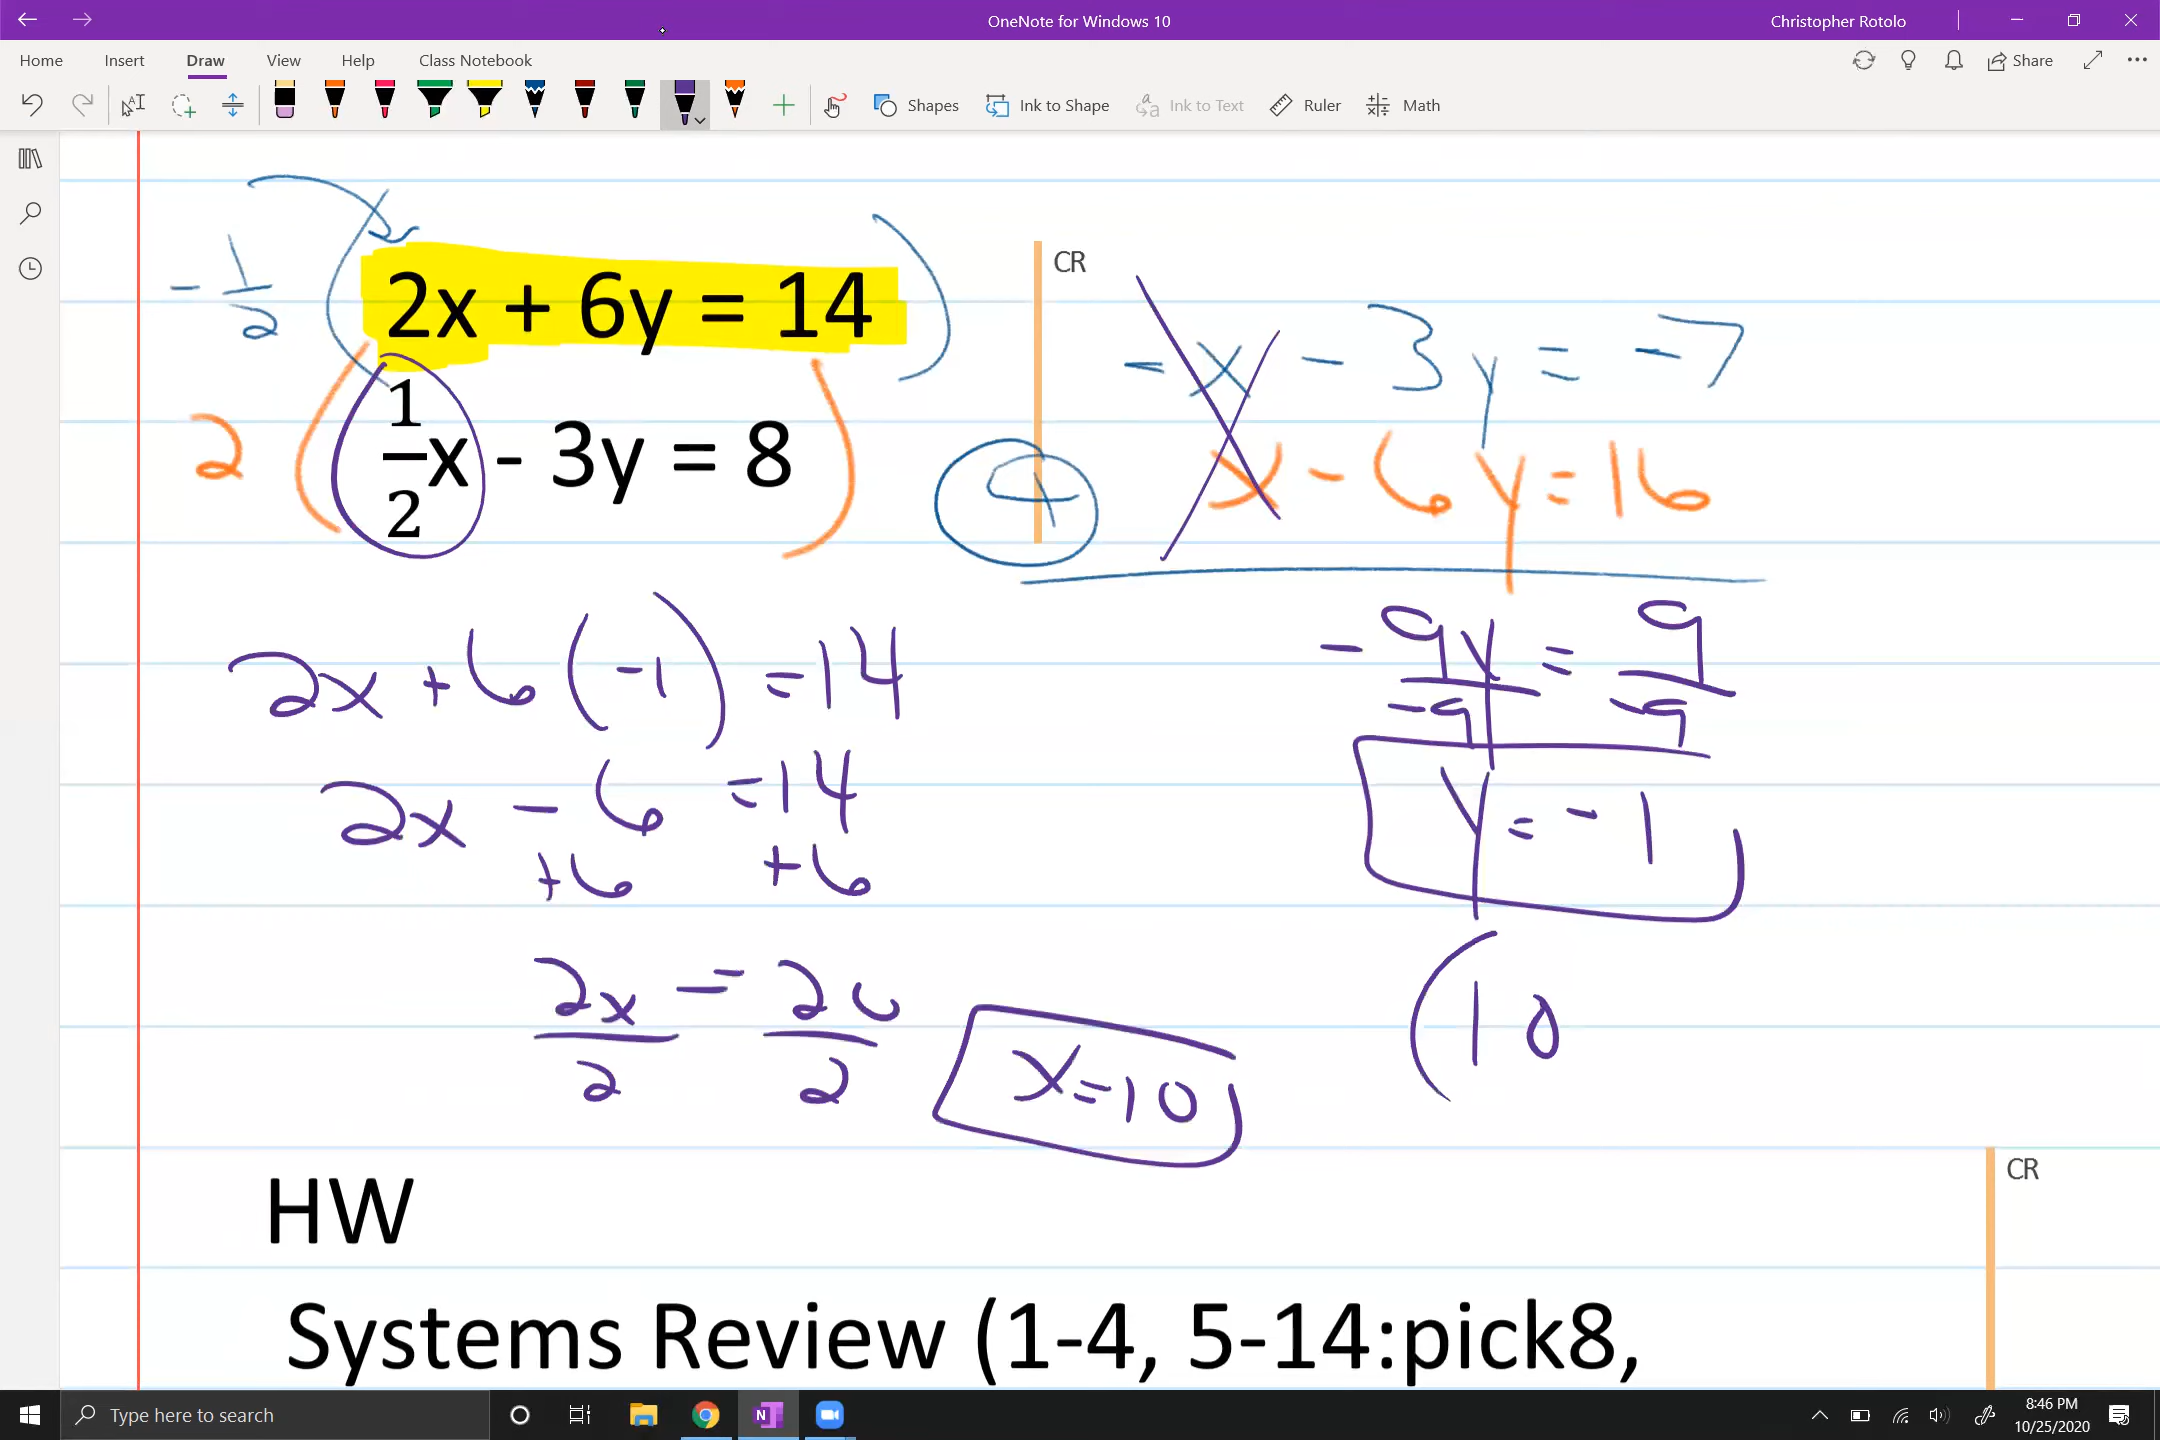 OneNote for Windows 10
Christopher Rotolo
Home Insert Draw View Help Class Notebook
Share
Shapes Ink to Shape Ink to Text Ruler Math
CR
-1/2 (2x + 6y = 14)
2 (1/2x - 3y = 8)
-x - 3y = -7
+ x - 6y = 16
-9y/-9 = 9/-9
y = -1
2x + 6(-1) = 14
2x - 6 = 14
+6 +6
2x/2 = 20/2
x = 10
(10
CR
HW
Systems Review (1-4, 5-14:pick8,
Type here to search
8:46 PM
10/25/2020